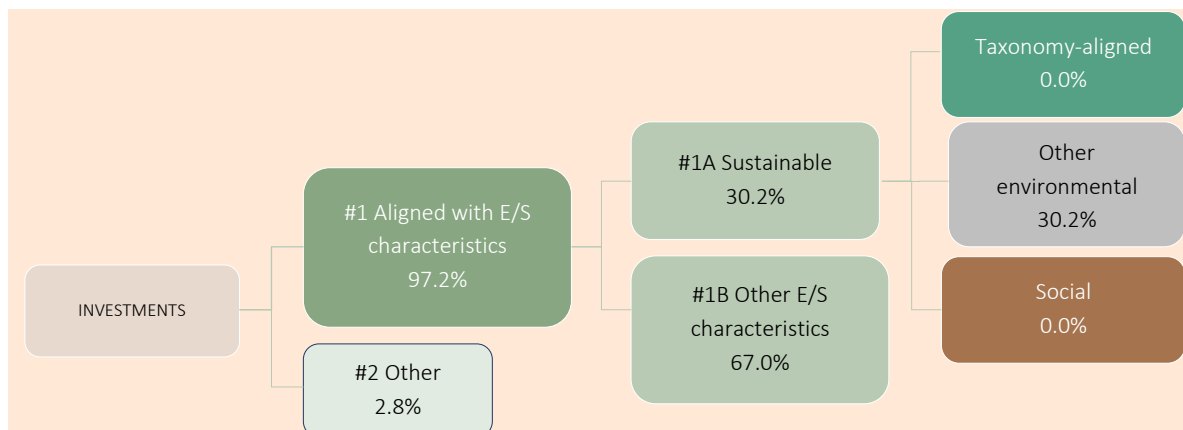 INVESTMENTS
#1 Aligned with E/S
characteristics
97.2%
#2 Other
2.8%
#1A Sustainable
30.2%
#1B Other E/S
characteristics
67.0%
Taxonomy-aligned
0.0%
Other
environmental
30.2%
Social
0.0%